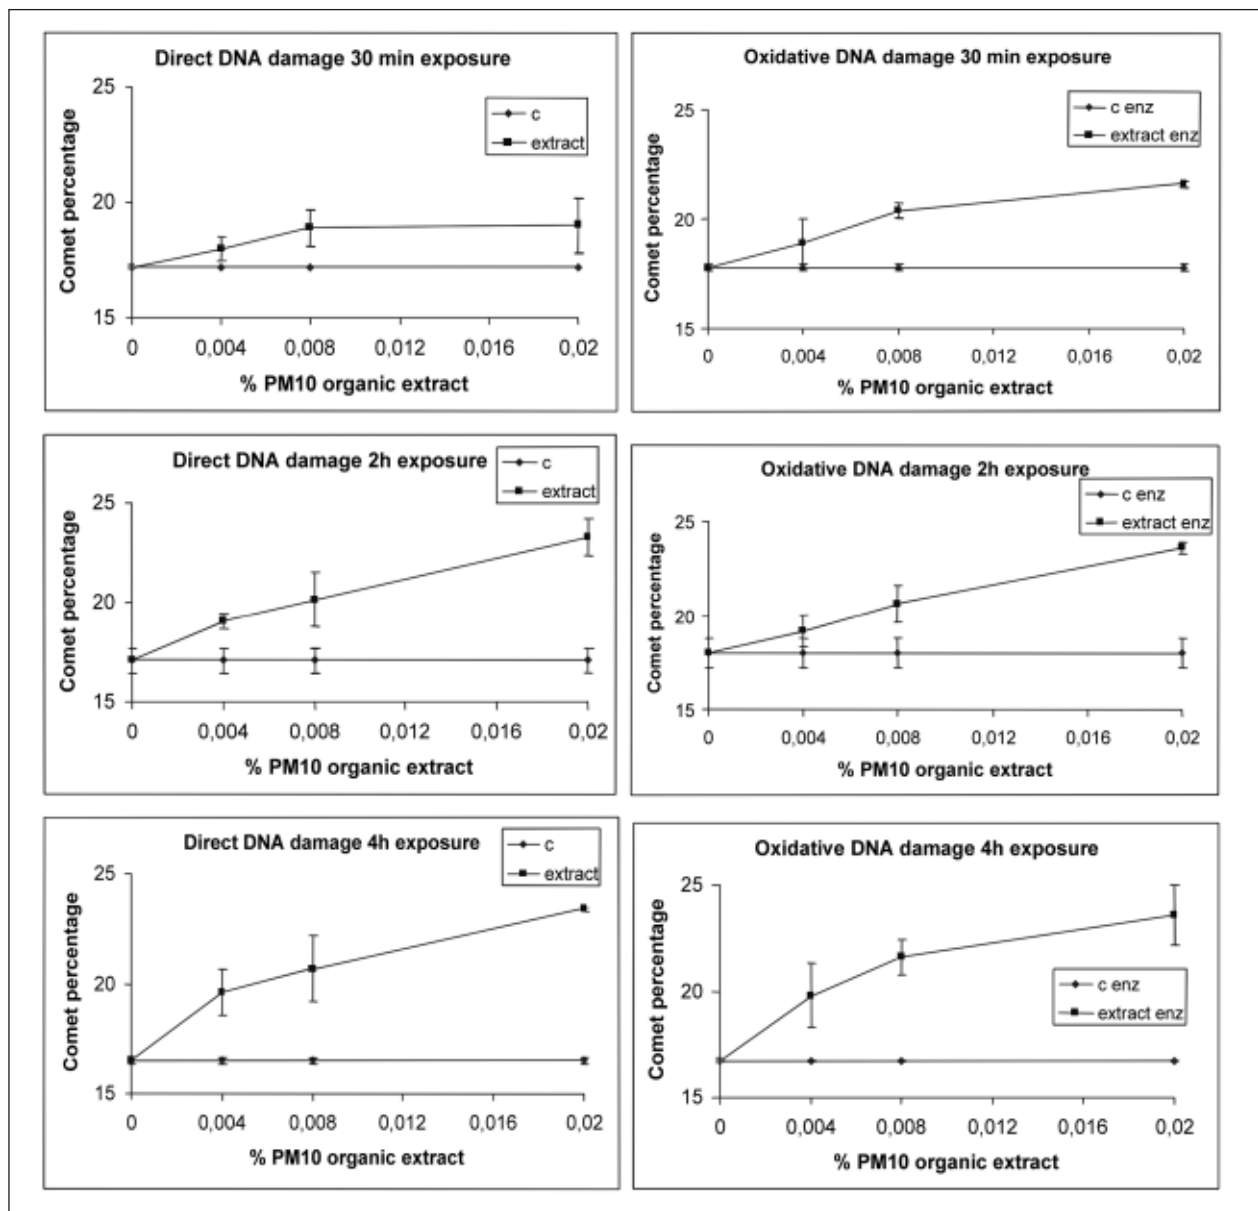 Direct DNA damage 30 min exposure
25
20
15
Comet percentage
c
extract
0 0,004 0,008 0,012 0,016 0,02
% PM10 organic extract
Oxidative DNA damage 30 min exposure
25
20
15
Comet percentage
c enz
extract enz
0 0,004 0,008 0,012 0,016 0,02
% PM10 organic extract
Direct DNA damage 2h exposure
25
20
15
Comet percentage
c
extract
0 0,004 0,008 0,012 0,016 0,02
% PM10 organic extract
Oxidative DNA damage 2h exposure
25
20
15
Comet percentage
c enz
extract enz
0 0,004 0,008 0,012 0,016 0,02
% PM10 organic extract
Direct DNA damage 4h exposure
25
20
15
Comet percentage
c
extract
0 0,004 0,008 0,012 0,016 0,02
% PM10 organic extract
Oxidative DNA damage 4h exposure
25
20
15
Comet percentage
c enz
extract enz
0 0,004 0,008 0,012 0,016 0,02
% PM10 organic extract